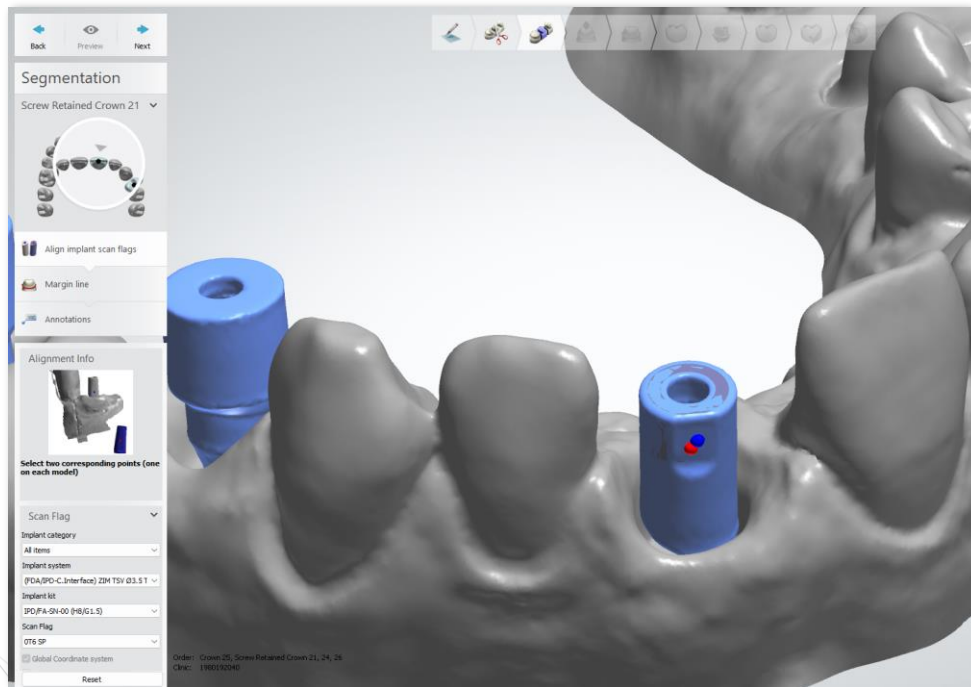 Back
Preview
Next
Segmentation
Screw Retained Crown 21
Align implant scan flags
Margin line
Annotations
Alignment Info
Select two corresponding points (one
on each model)
Scan Flag
Implant category
All items
Implant system
(FDA/IPD-C.Interface) ZIM TSV Ø3.5 T
Implant kit
IPD/FA-SN-00 (H8/G1.5)
Scan Flag
0T6 SP
Global Coordinate system
Reset
Order: Crown 25, Screw Retained Crown 21, 24, 26
Clinic: 1980192040